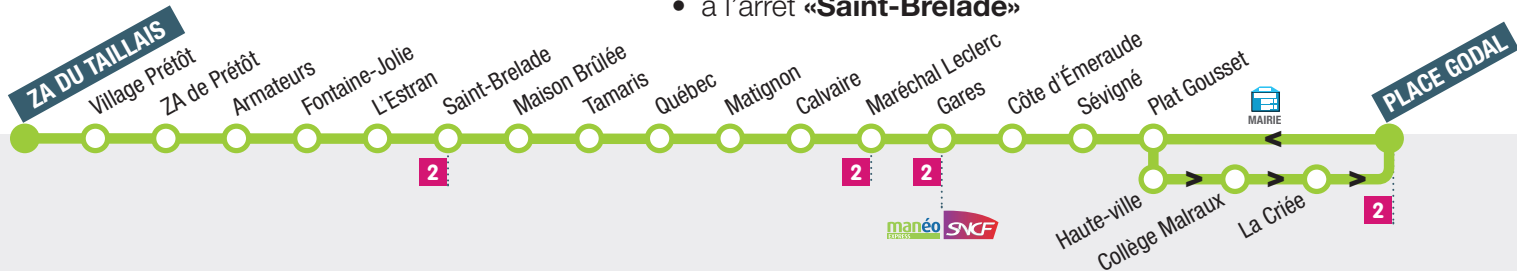 • à l'arrêt «Saint-Brelade»
ZA DU TAILLAIS
Village Prétôt
ZA de Prétôt
Armateurs
Fontaine-Jolie
L'Estran
Saint-Brelade
Maison Brûlée
Tamaris
Québec
Matignon
Calvaire
Maréchal Leclerc
Gares
Côte d'Émeraude
Sévigné
Plat Gousset
MAIRIE
PLACE GODAL
<
> > >
2
2
2
2
manéo
EXPRESS
SNCF
Haute-ville
Collège Malraux
La Criée